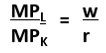 MP_L / MP_K = w / r